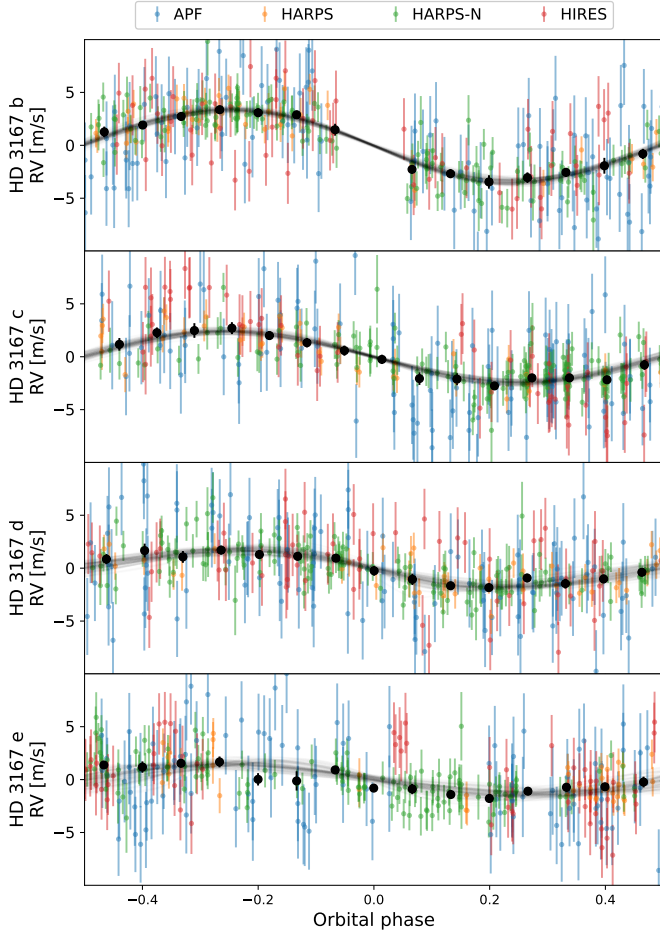 APF HARPS HARPS-N HIRES
HD 3167 b
RV [m/s]
5
0
−5
HD 3167 c
RV [m/s]
5
0
−5
HD 3167 d
RV [m/s]
5
0
−5
HD 3167 e
RV [m/s]
5
0
−5
−0.4 −0.2 0.0 0.2 0.4
Orbital phase